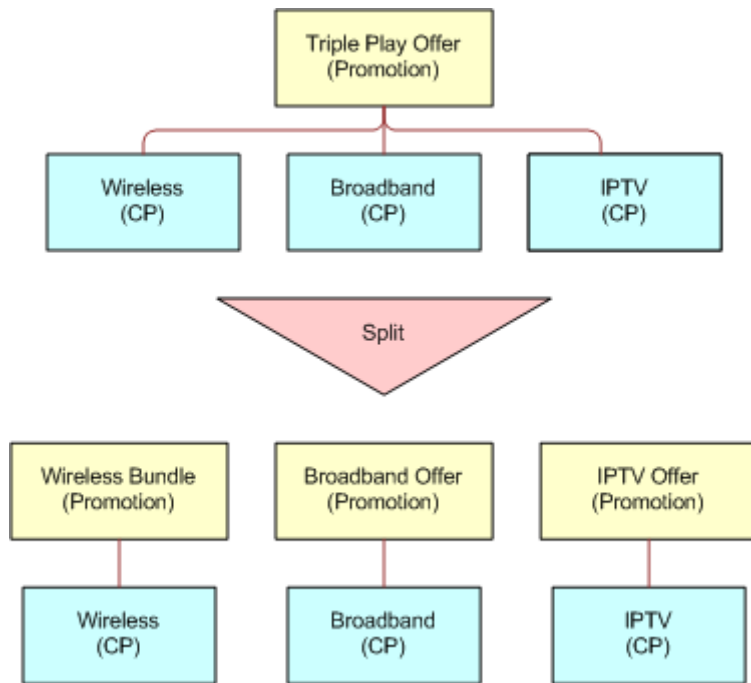 Triple Play Offer
(Promotion)
Wireless
(CP)
Broadband
(CP)
IPTV
(CP)
Split
Wireless Bundle
(Promotion)
Broadband Offer
(Promotion)
IPTV Offer
(Promotion)
Wireless
(CP)
Broadband
(CP)
IPTV
(CP)